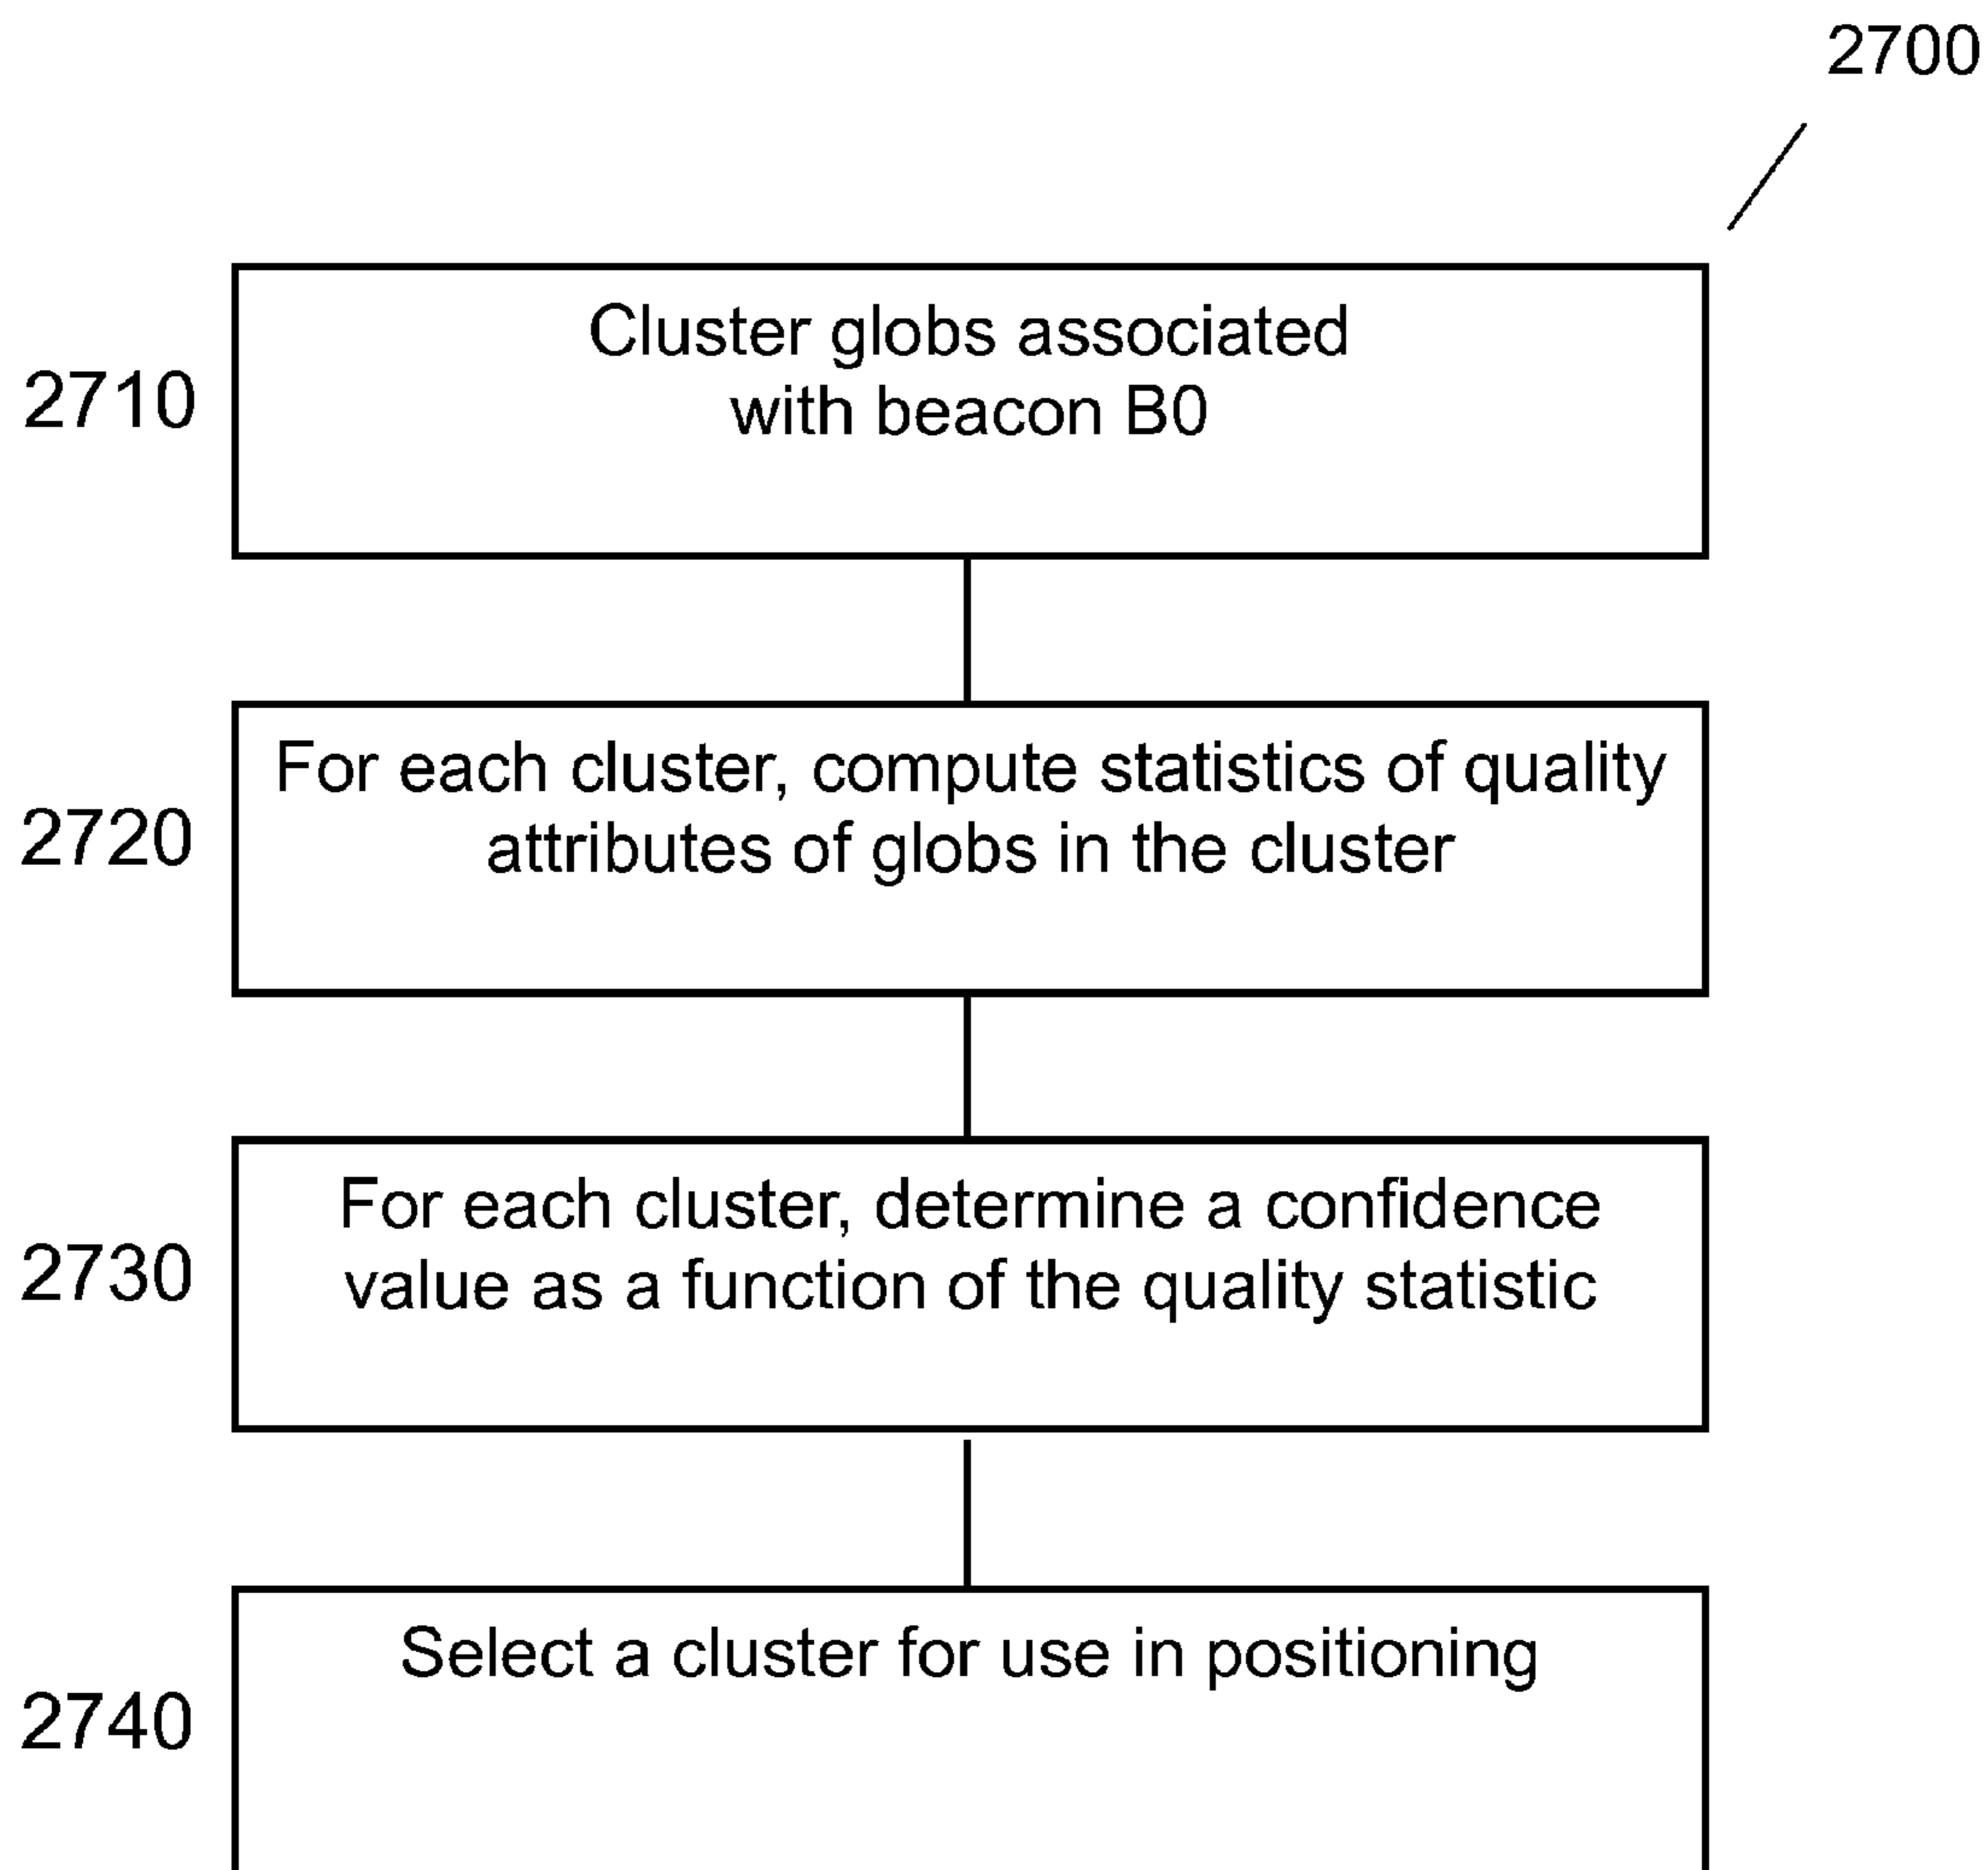 2700
Cluster globs associated
with beacon B0
2710
For each cluster, compute statistics of quality
attributes of globs in the cluster
2720
For each cluster, determine a confidence
value as a function of the quality statistic
2730
Select a cluster for use in positioning
2740